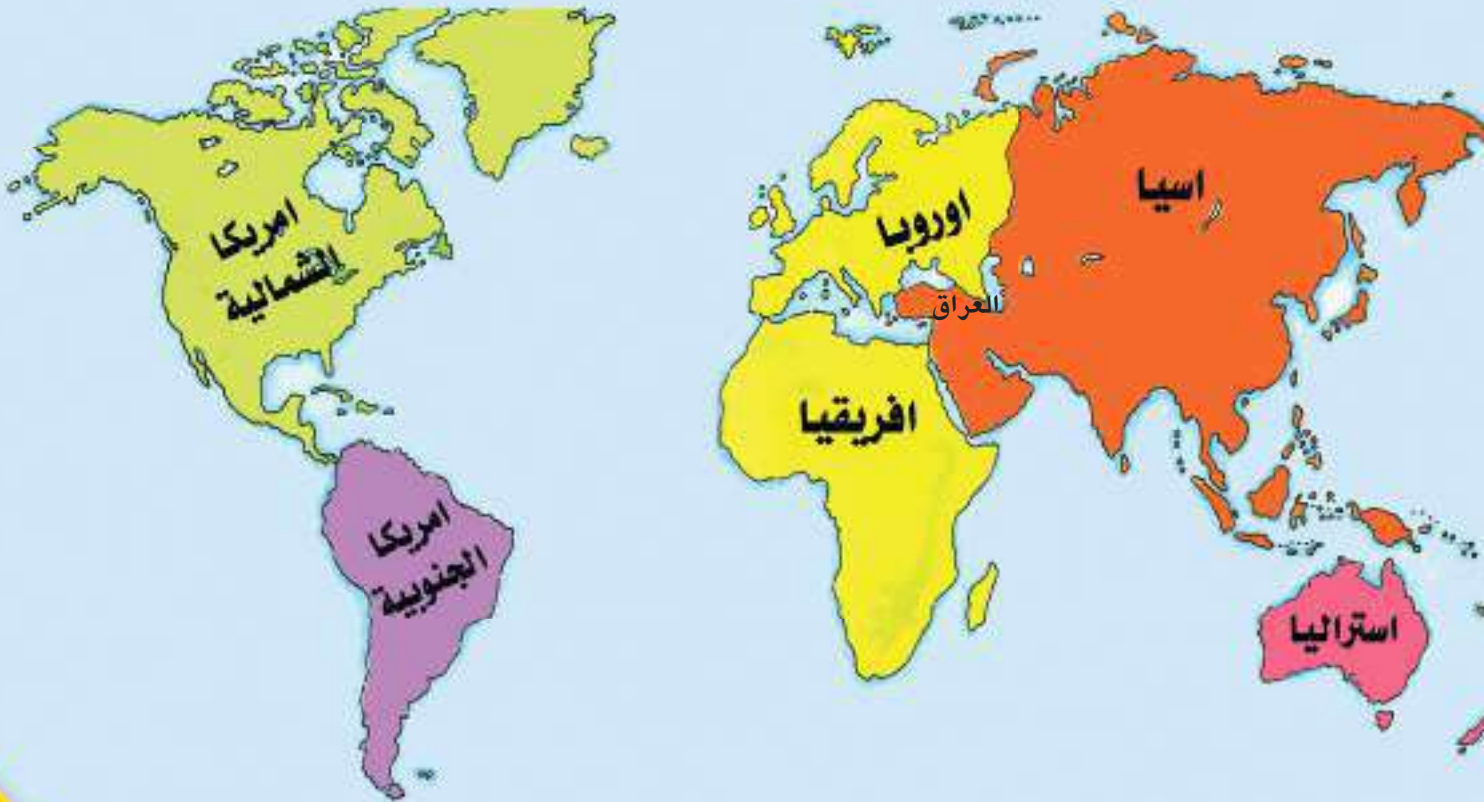 امريكا
الشمالية
اوروبا
اسيا
العراق
افريقيا
امريكا
الجنوبية
استراليا